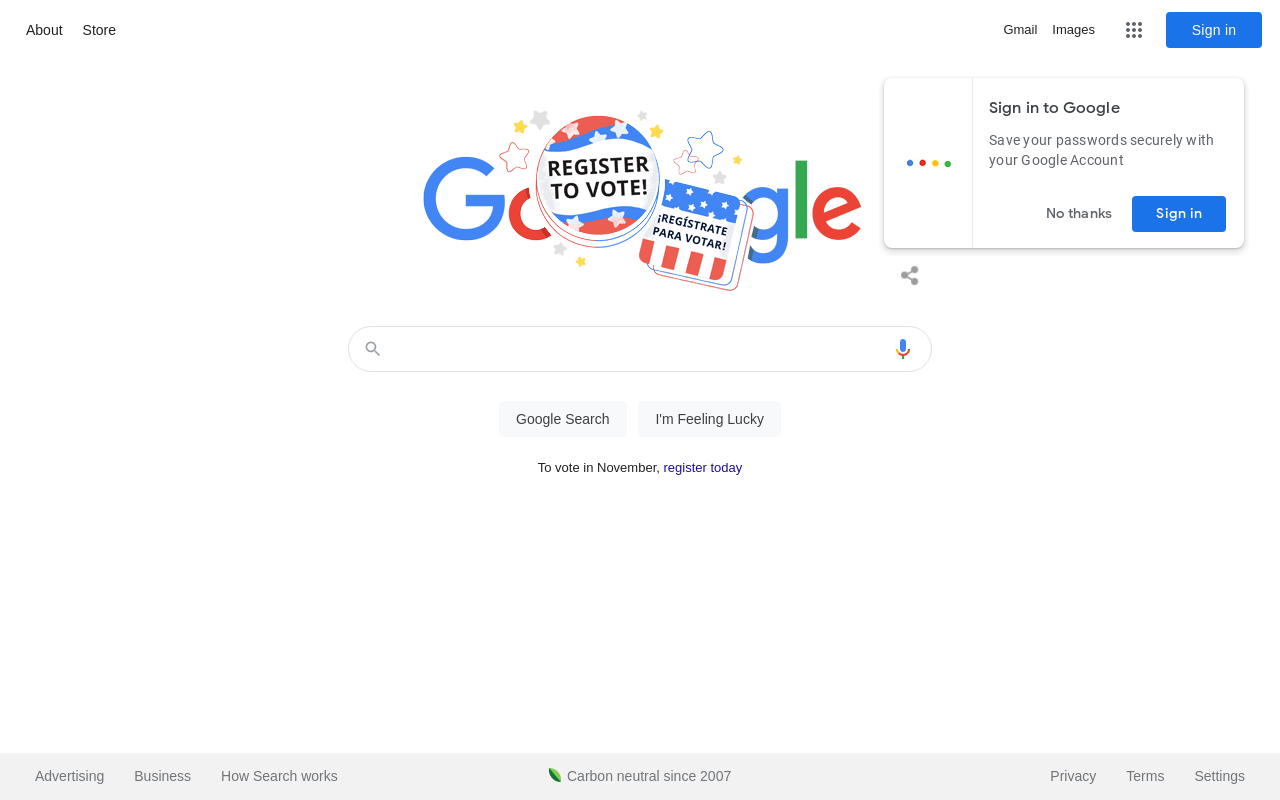 About
Store
Gmail
Images
Sign in
Sign in to Google
Save your passwords securely with
your Google Account
No thanks
Sign in
Google
REGISTER
TO VOTE!
¡REGÍSTRATE
PARA VOTAR!
Google Search
I'm Feeling Lucky
To vote in November, register today
Advertising
Business
How Search works
Carbon neutral since 2007
Privacy
Terms
Settings